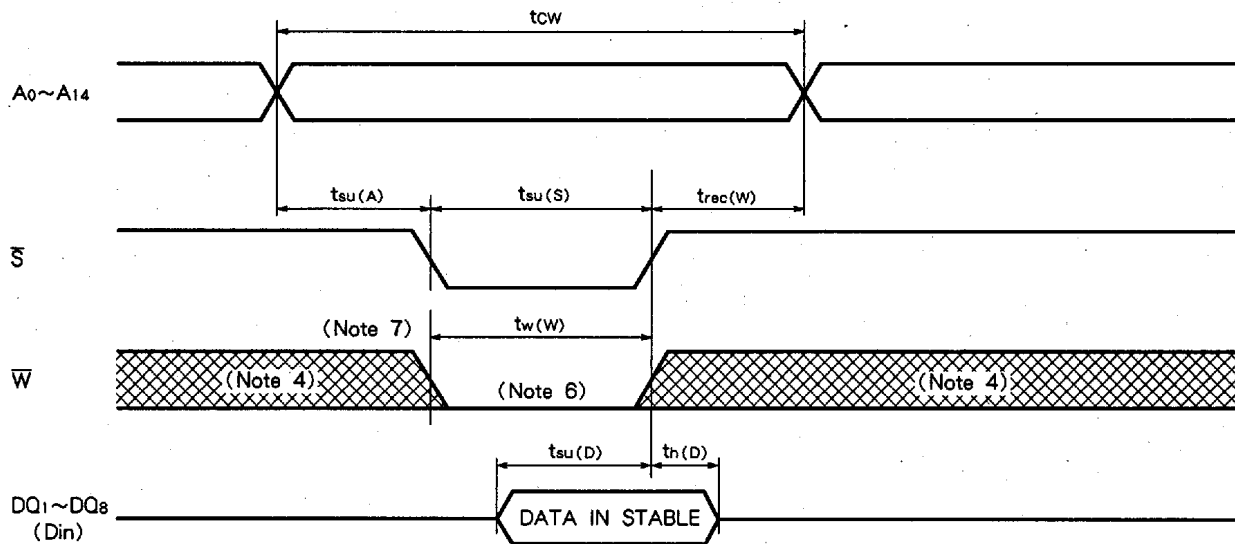 tCW
A0~A14
tsu(A) tsu(S) trec(W)
S̅
(Note 7) tw(W)
W̅ (Note 4) (Note 6) (Note 4)
tsu(D) th(D)
DQ1~DQ8 DATA IN STABLE
(Din)